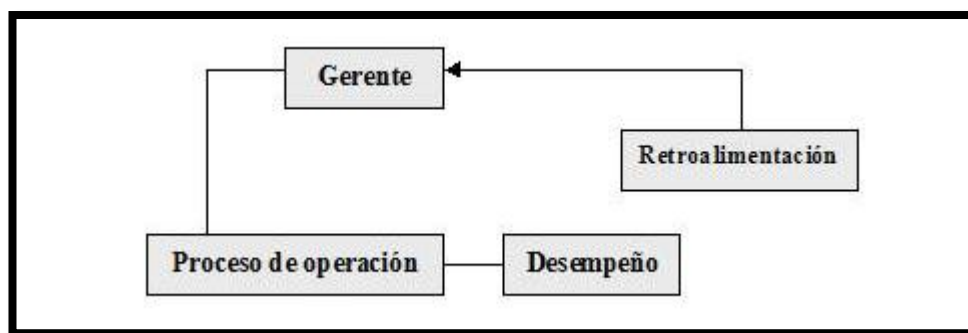 Gerente
Retroalimentación
Proceso de operación
Desempeño